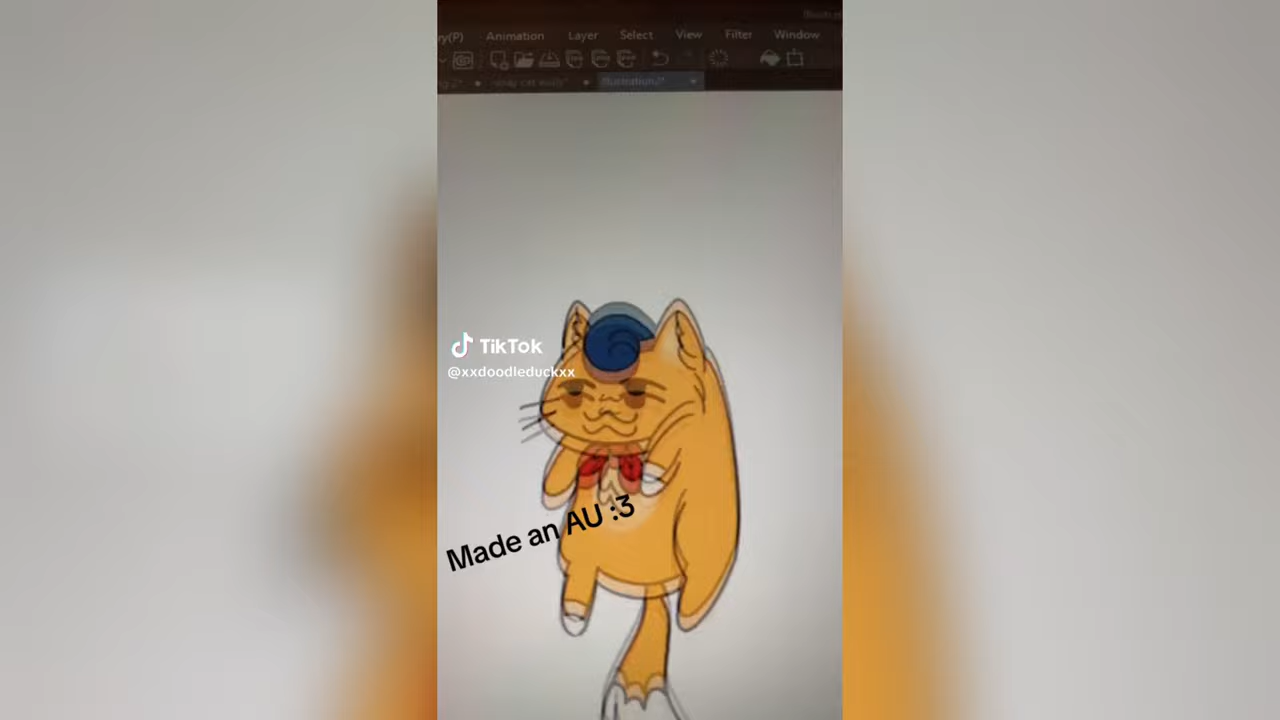 Animation Layer Select View Filter Window
TikTok
@xxdoodleduckxx
Made an AU :3